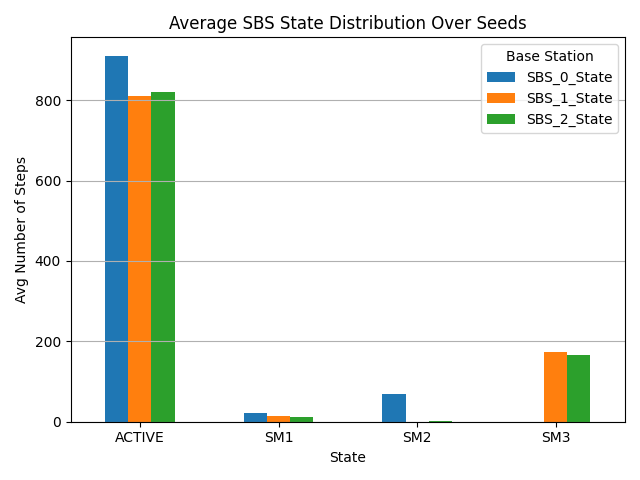 Average SBS State Distribution Over Seeds
Base Station
SBS_0_State
SBS_1_State
SBS_2_State
Avg Number of Steps
800
600
400
200
0
ACTIVE
SM1
SM2
SM3
State